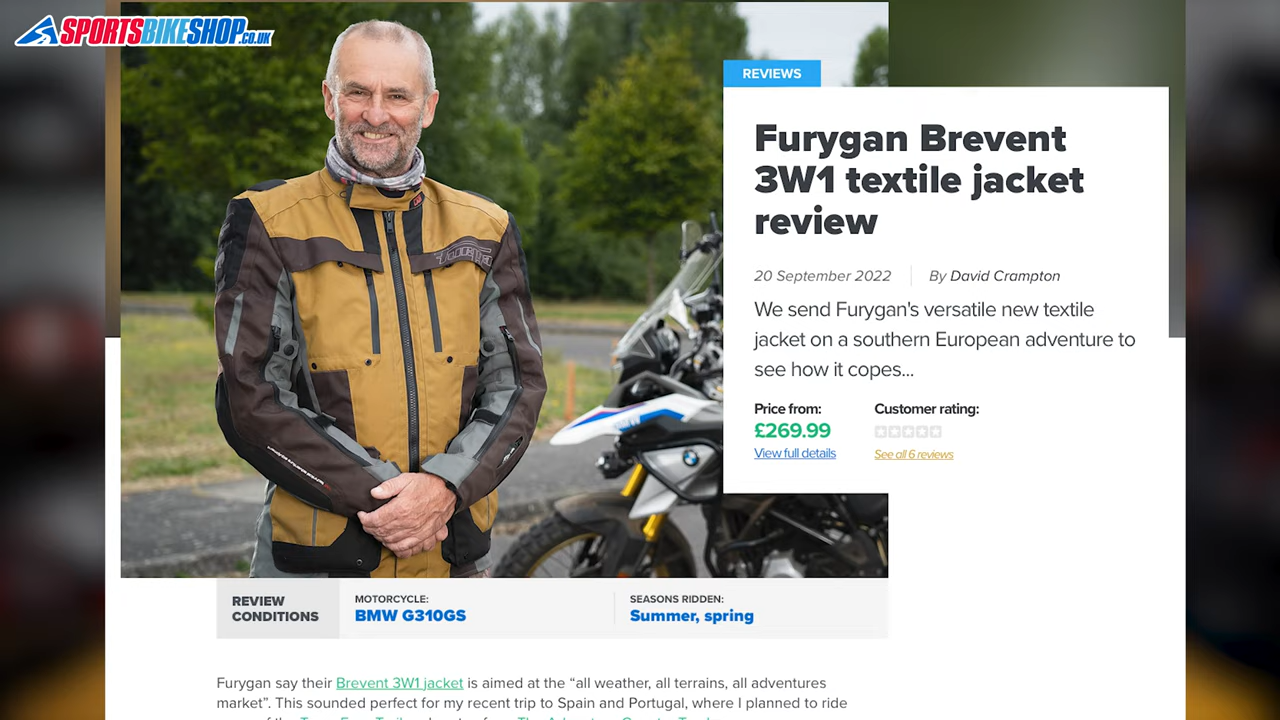 SPORTSBIKESHOP.CO.UK
REVIEWS
Furygan Brevent
3W1 textile jacket
review
20 September 2022
By David Crampton
We send Furygan's versatile new textile
jacket on a southern European adventure to
see how it copes...
Price from:
£269.99
View full details
Customer rating:
See all 6 reviews
REVIEW
CONDITIONS
MOTORCYCLE:
BMW G310GS
SEASONS RIDDEN:
Summer, spring
Furygan say their Brevent 3W1 jacket is aimed at the “all weather, all terrains, all adventures
market”. This sounded perfect for my recent trip to Spain and Portugal, where I planned to ride